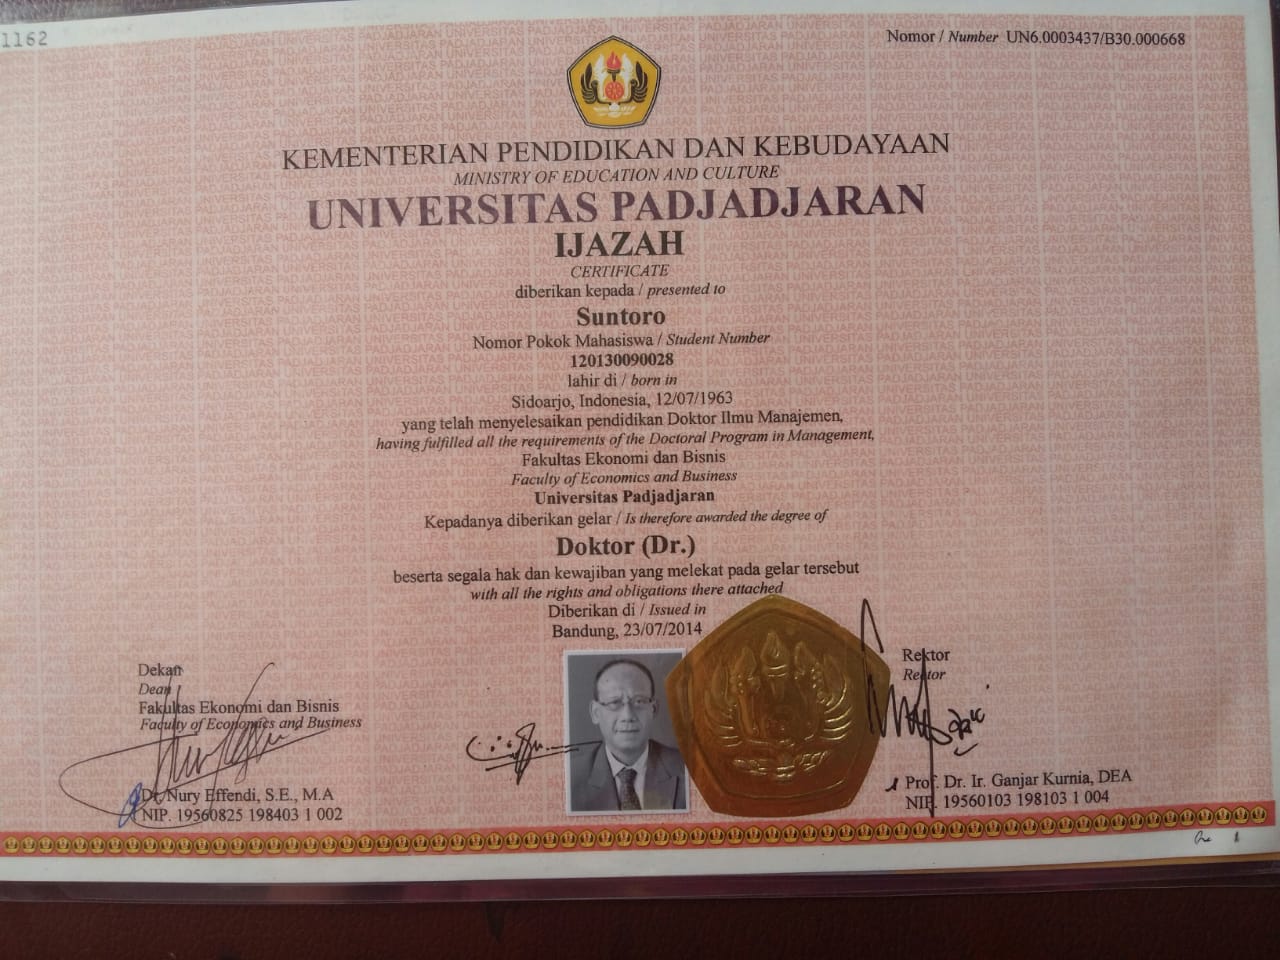 1162
Nomor / Number UN6.0003437/B30.000668
KEMENTERIAN PENDIDIKAN DAN KEBUDAYAAN
MINISTRY OF EDUCATION AND CULTURE
UNIVERSITAS PADJADJARAN
IJAZAH
CERTIFICATE
diberikan kepada / presented to
Suntoro
Nomor Pokok Mahasiswa / Student Number
120130090028
lahir di / born in
Sidoarjo, Indonesia, 12/07/1963
yang telah menyelesaikan pendidikan Doktor Ilmu Manajemen,
having fulfilled all the requirements of the Doctoral Program in Management,
Fakultas Ekonomi dan Bisnis
Faculty of Economics and Business
Universitas Padjadjaran
Kepadanya diberikan gelar / Is therefore awarded the degree of
Doktor (Dr.)
beserta segala hak dan kewajiban yang melekat pada gelar tersebut
with all the rights and obligations there attached
Diberikan di / Issued in
Bandung, 23/07/2014
Dekan
Dean
Fakultas Ekonomi dan Bisnis
Faculty of Economics and Business
Dr. Nury Effendi, S.E., M.A
NIP. 19560825 198403 1 002
Rektor
Rector
Prof. Dr. Ir. Ganjar Kurnia, DEA
NIP. 19560103 198103 1 004